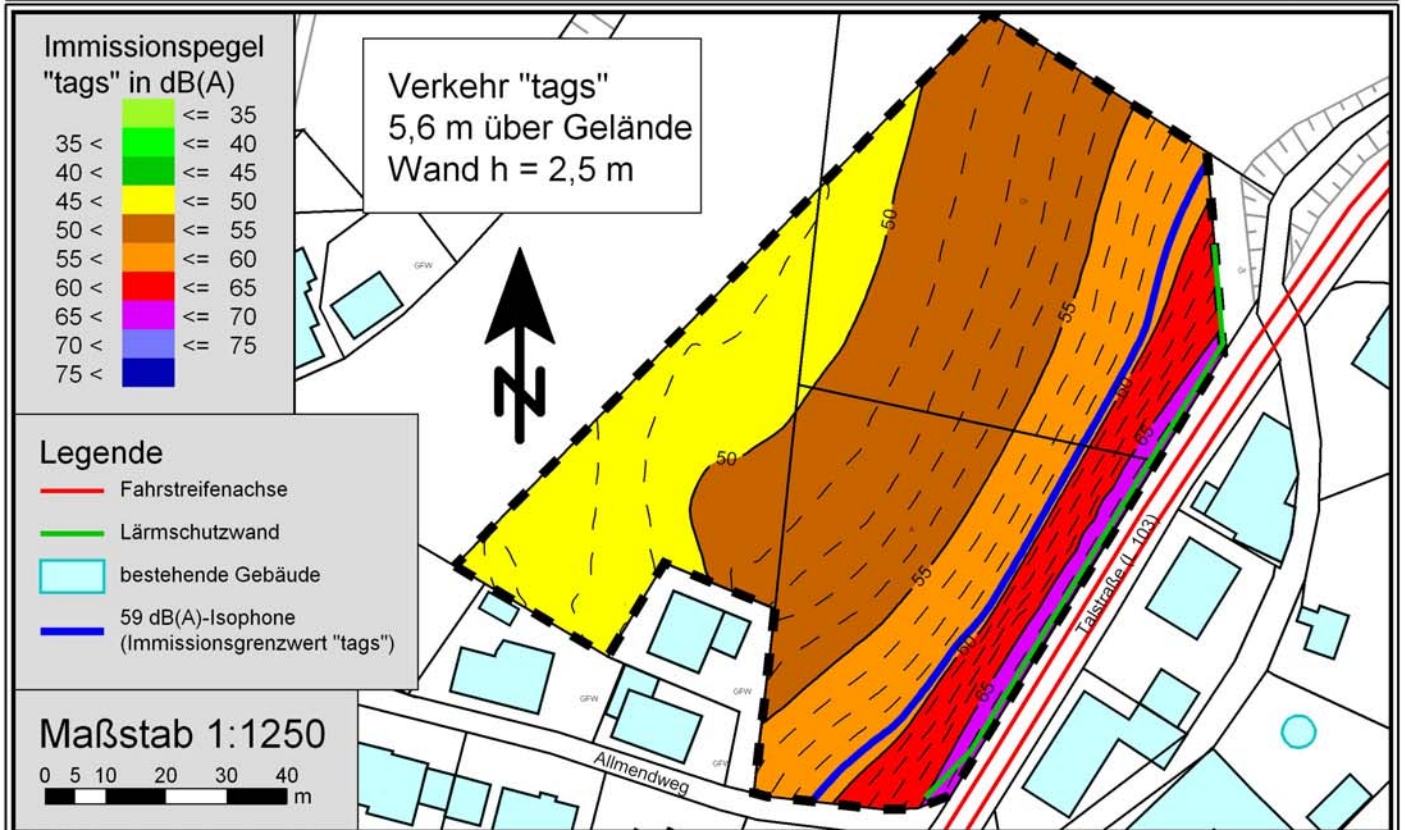 Immissionspegel
"tags" in dB(A)
<= 35
35 < <= 40
40 < <= 45
45 < <= 50
50 < <= 55
55 < <= 60
60 < <= 65
65 < <= 70
70 < <= 75
75 <
Verkehr "tags"
5,6 m über Gelände
Wand h = 2,5 m
N
Legende
Fahrstreifenachse
Lärmschutzwand
bestehende Gebäude
59 dB(A)-Isophone
(Immissionsgrenzwert "tags")
Maßstab 1:1250
0 5 10 20 30 40 m
GFW
50
55
60
65
50
55
60
65
Talstraße (L 103)
GFW
GFW
GFW
Allmendweg